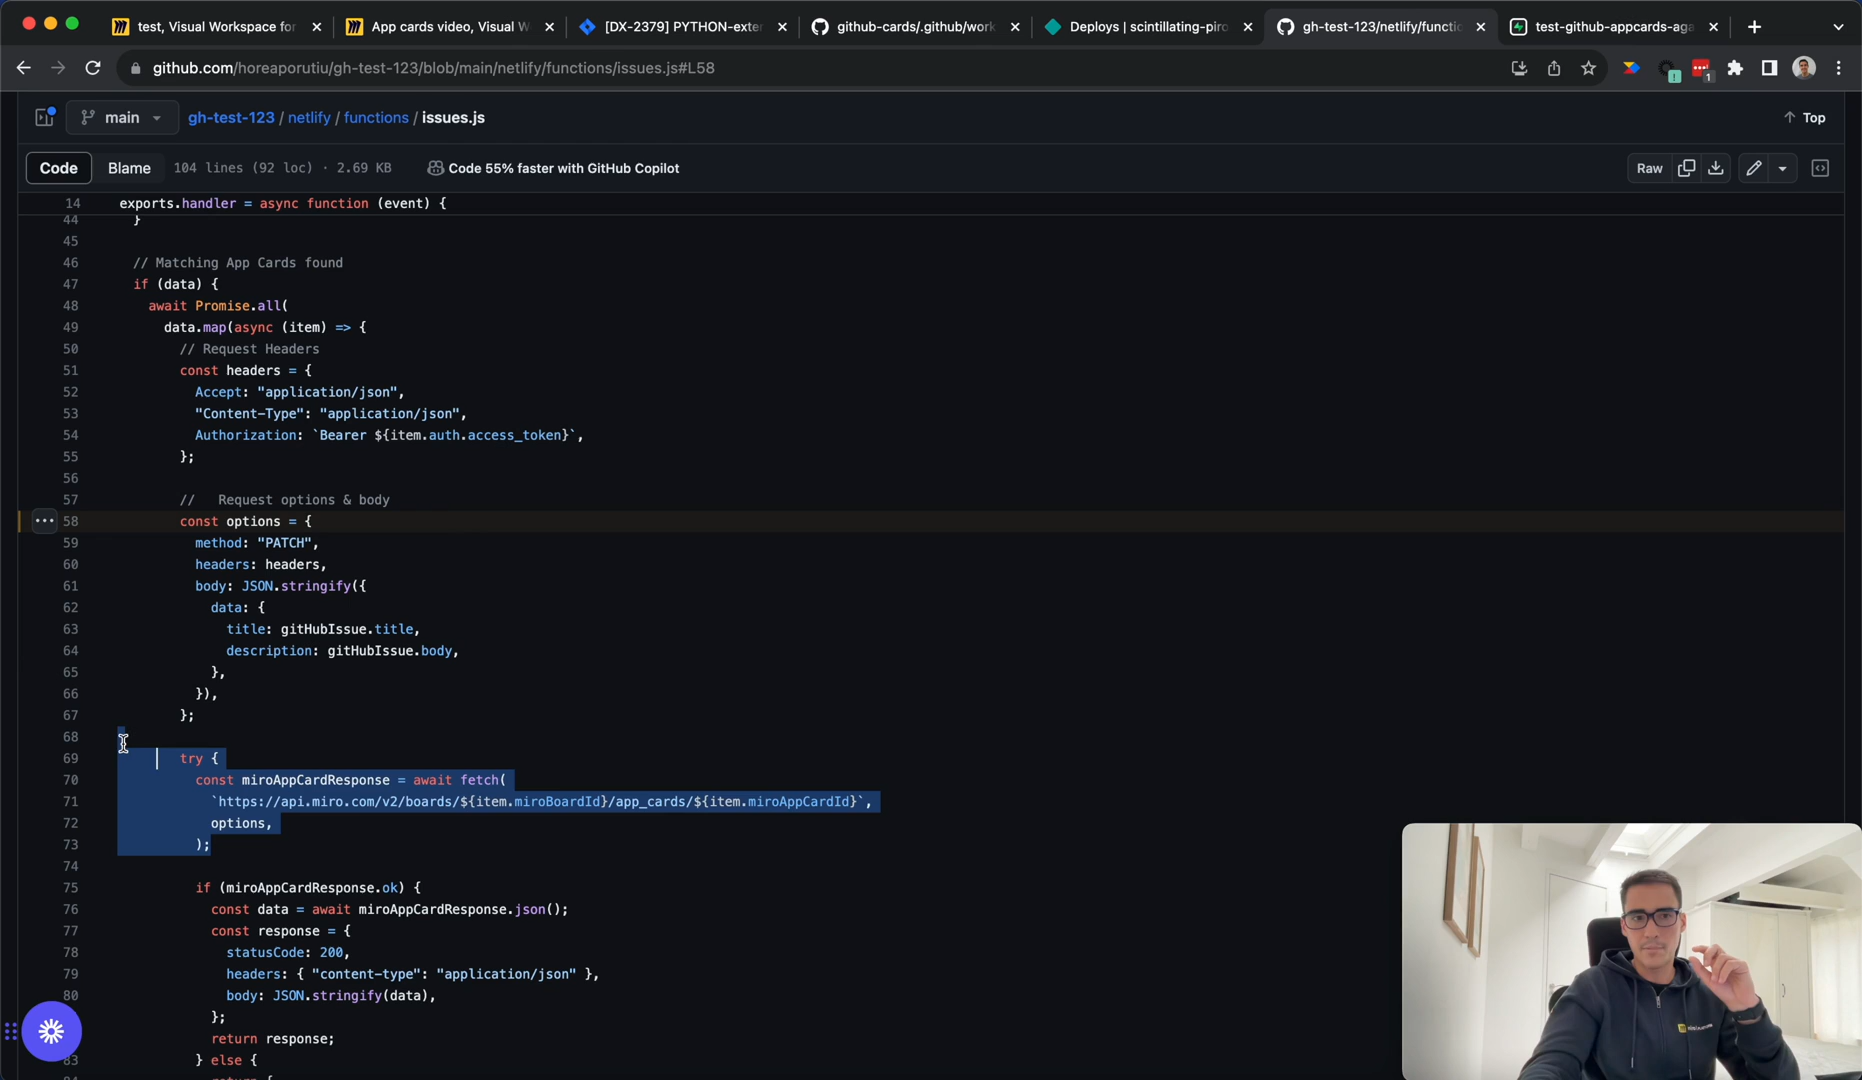 test, Visual Workspace for
App cards video, Visual W
[DX-2379] PYTHON-exter
github-cards/.github/work
Deploys | scintillating-piro
gh-test-123/netlify/functio
test-github-appcards-aga
github.com/horeaporutiu/gh-test-123/blob/main/netlify/functions/issues.js#L58
main
gh-test-123 / netlify / functions / issues.js
Top
Code
Blame
104 lines (92 loc) · 2.69 KB
Code 55% faster with GitHub Copilot
Raw
14 exports.handler = async function (event) {
44 }
45
46 // Matching App Cards found
47 if (data) {
48 await Promise.all(
49 data.map(async (item) => {
50 // Request Headers
51 const headers = {
52 Accept: "application/json",
53 "Content-Type": "application/json",
54 Authorization: `Bearer ${item.auth.access_token}`,
55 };
56
57 // Request options & body
58 const options = {
59 method: "PATCH",
60 headers: headers,
61 body: JSON.stringify({
62 data: {
63 title: gitHubIssue.title,
64 description: gitHubIssue.body,
65 },
66 }),
67 };
68
69 try {
70 const miroAppCardResponse = await fetch(
71 `https://api.miro.com/v2/boards/${item.miroBoardId}/app_cards/${item.miroAppCardId}`,
72 options,
73 );
74
75 if (miroAppCardResponse.ok) {
76 const data = await miroAppCardResponse.json();
77 const response = {
78 statusCode: 200,
79 headers: { "content-type": "application/json" },
80 body: JSON.stringify(data),
};
return response;
83 } else {
return {